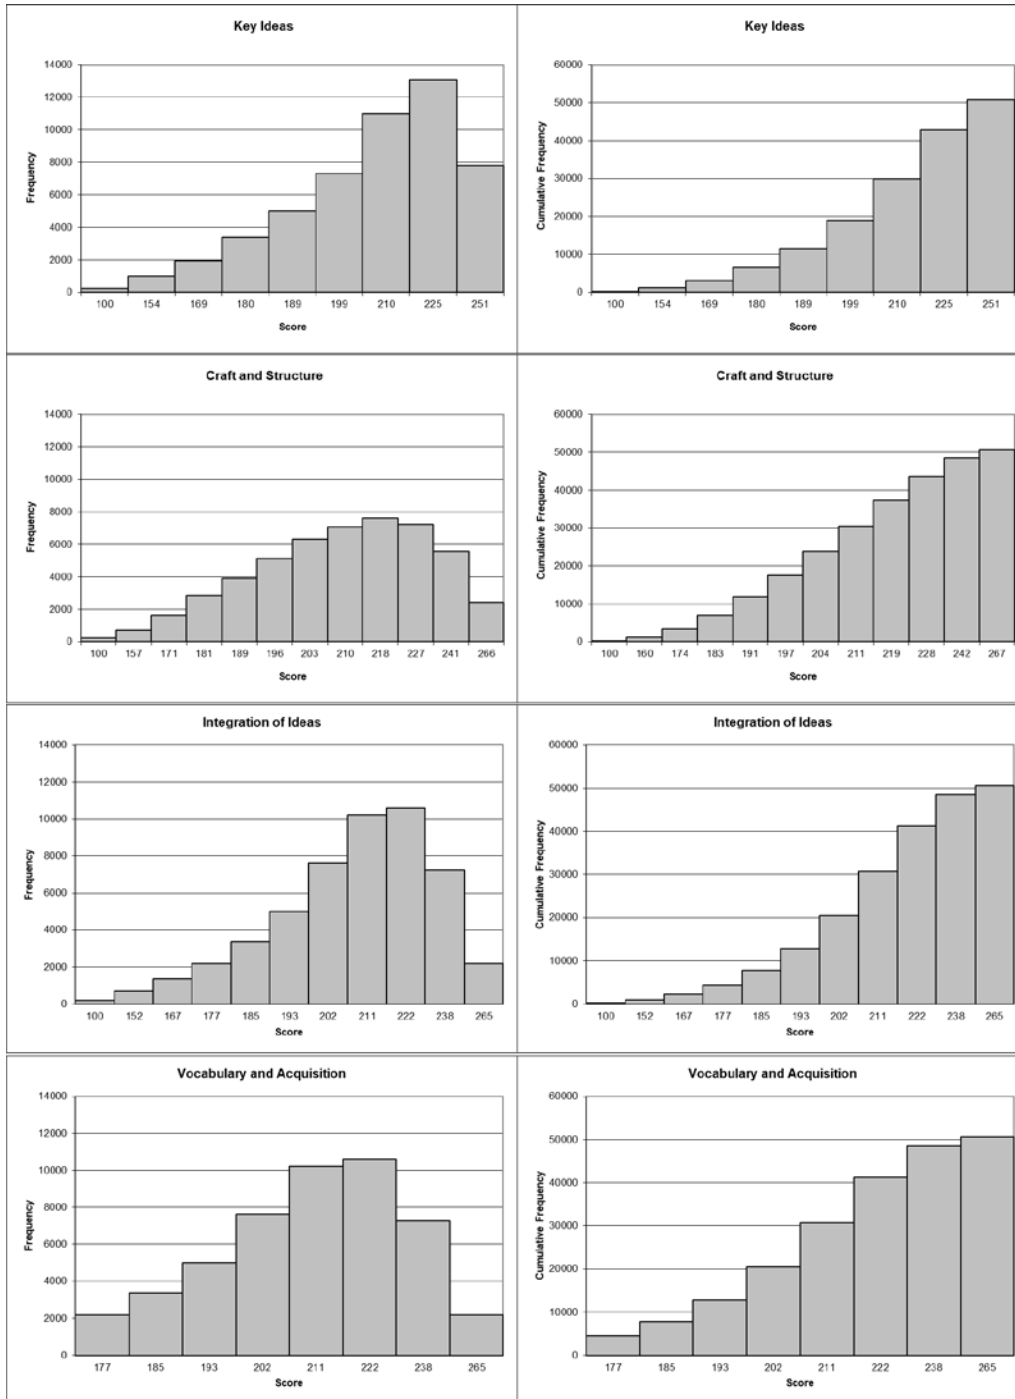 Key Ideas
14000
12000
10000
8000
6000
4000
2000
0
Frequency
100 154 169 180 189 199 210 225 251
Score
Key Ideas
60000
50000
40000
30000
20000
10000
0
Cumulative Frequency
100 154 169 180 189 199 210 225 251
Score
Craft and Structure
14000
12000
10000
8000
6000
4000
2000
0
Frequency
100 157 171 181 189 196 203 210 218 227 241 266
Score
Craft and Structure
60000
50000
40000
30000
20000
10000
0
Cumulative Frequency
100 160 174 183 191 197 204 211 219 228 242 267
Score
Integration of Ideas
14000
12000
10000
8000
6000
4000
2000
0
Frequency
100 152 167 177 185 193 202 211 222 238 265
Score
Integration of Ideas
60000
50000
40000
30000
20000
10000
0
Cumulative Frequency
100 152 167 177 185 193 202 211 222 238 265
Score
Vocabulary and Acquisition
14000
12000
10000
8000
6000
4000
2000
0
Frequency
177 185 193 202 211 222 238 265
Score
Vocabulary and Acquisition
60000
50000
40000
30000
20000
10000
0
Cumulative Frequency
177 185 193 202 211 222 238 265
Score